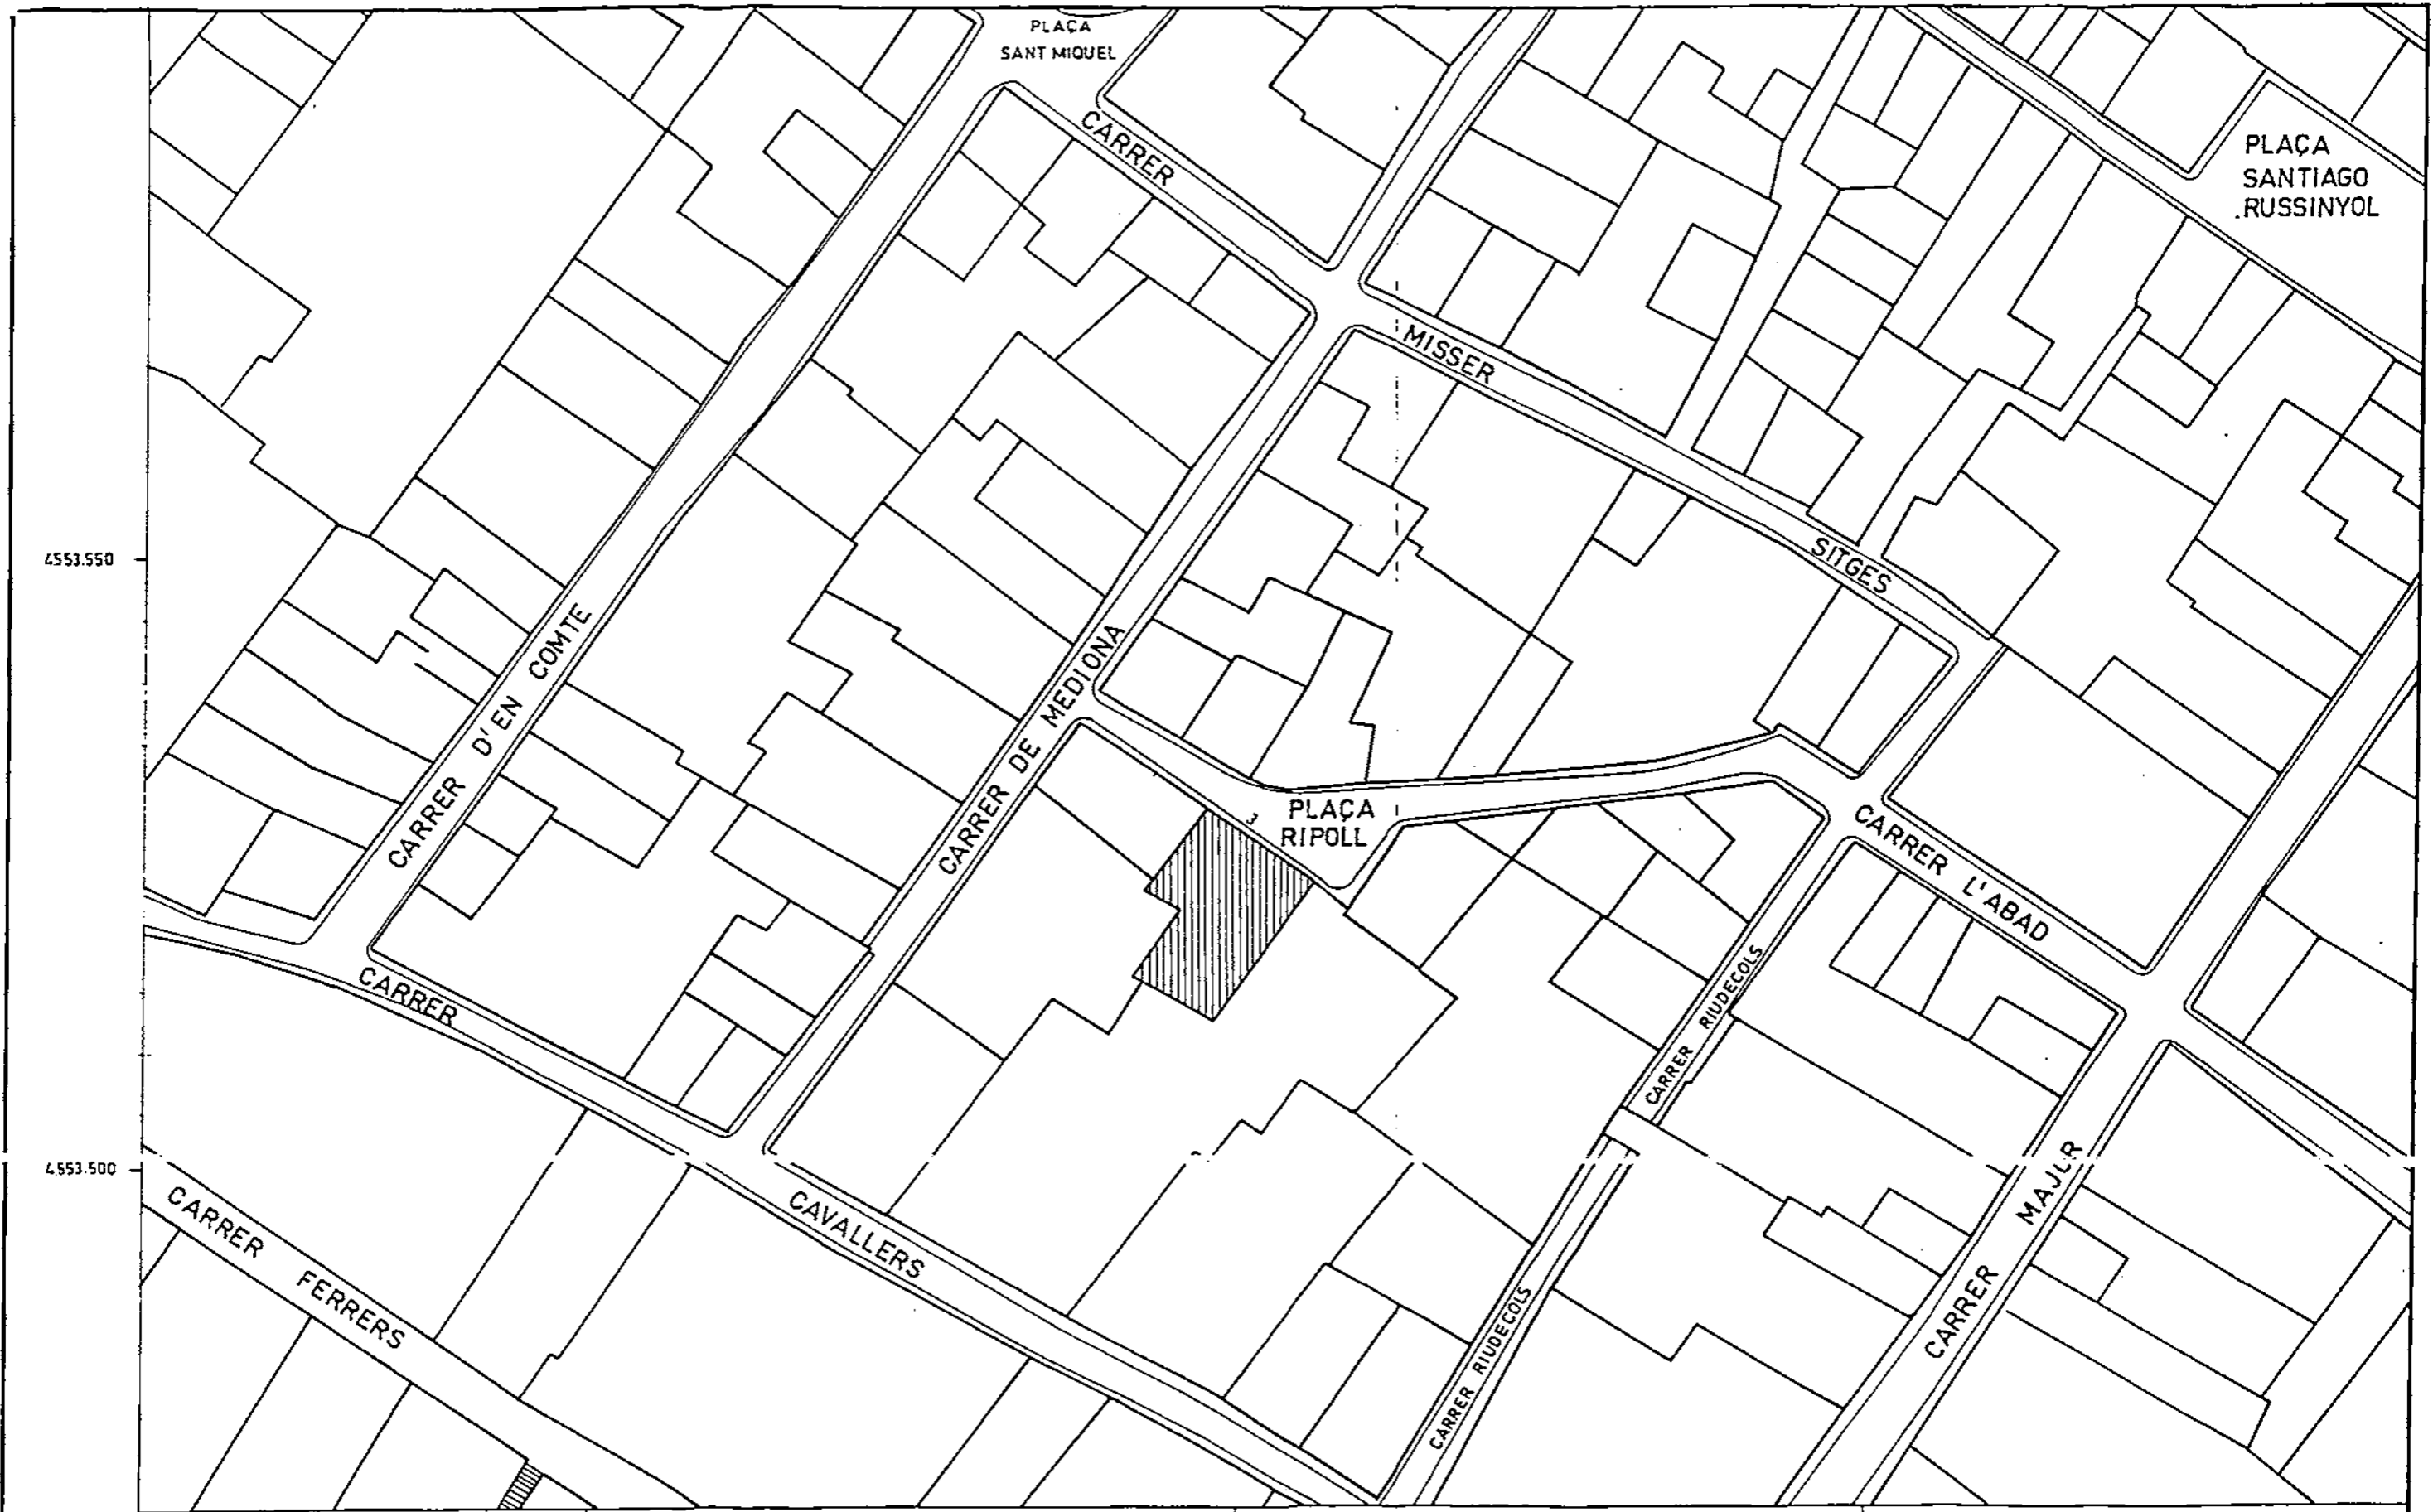 PLAÇA
SANT MIQUEL
CARRER
PLAÇA
SANTIAGO
RUSSINYOL
MISSER
4553.550
SITGES
CARRER D'EN COMTE
CARRER DE MEDIONA
3
PLAÇA
RIPOLL
CARRER L'ABAD
CARRER
CARRER RIUDECOLS
4553.500
CARRER FERRERS
CAVALLERS
CARRER MAJOR
CARRER RIUDECOLS